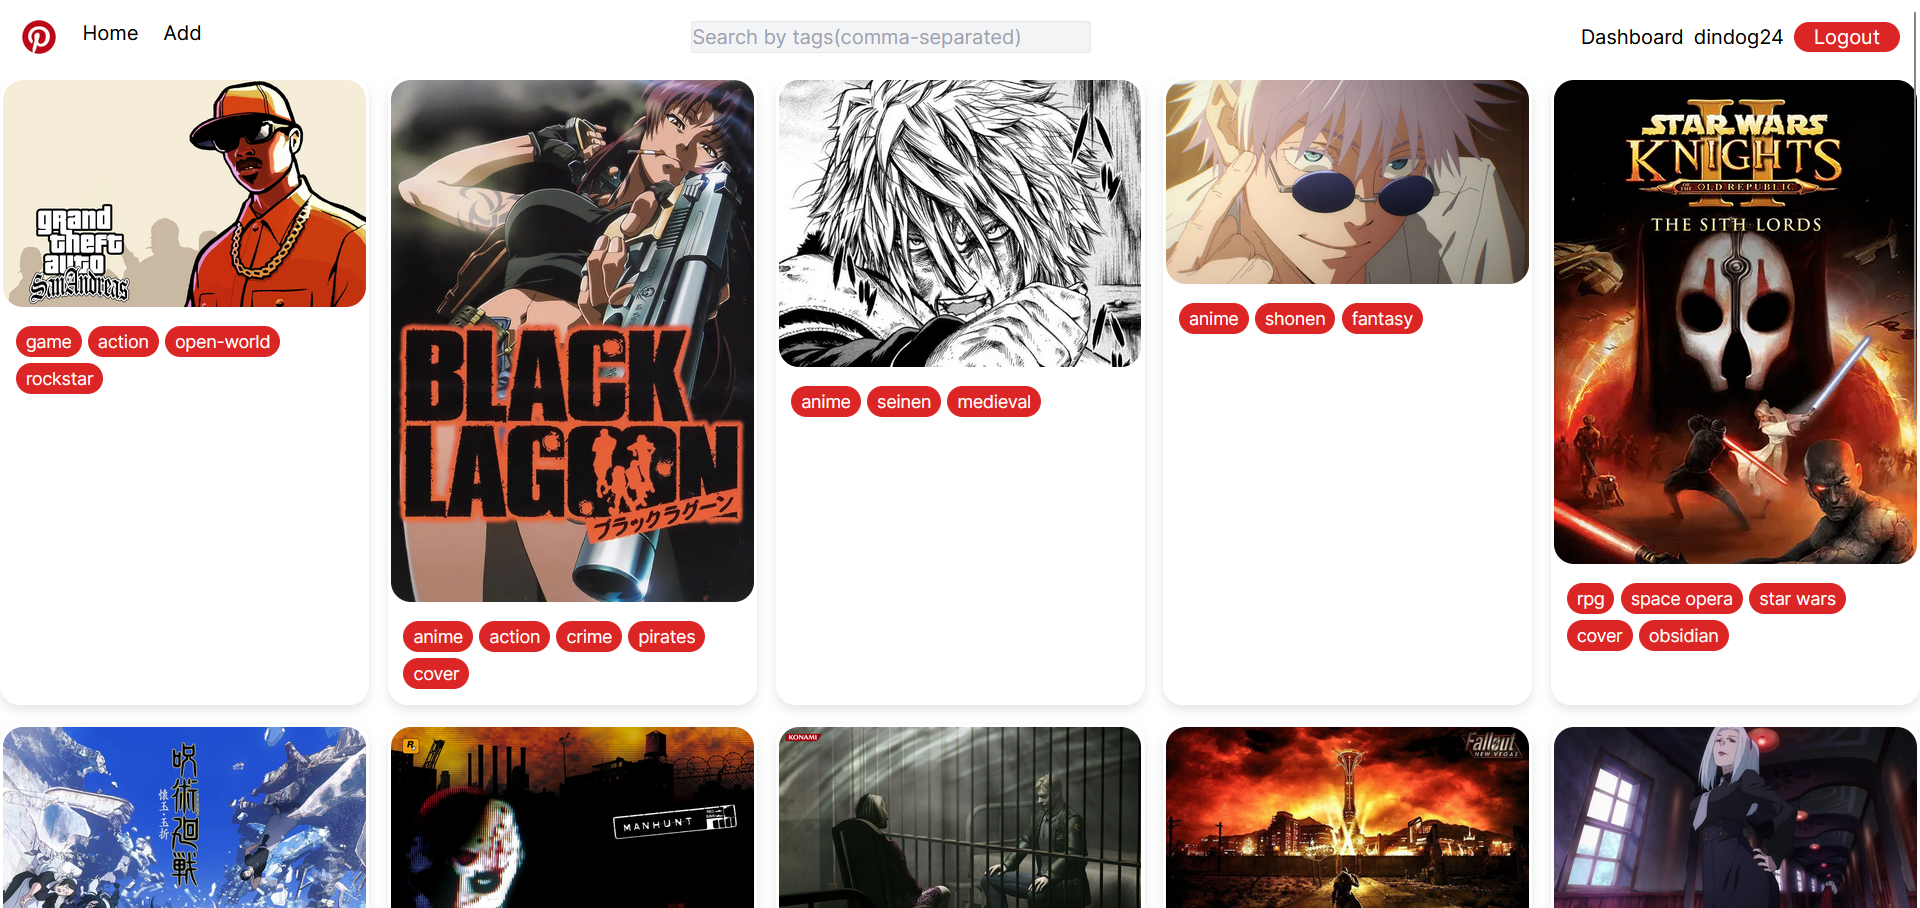 Home Add
Search by tags(comma-separated)
Dashboard dindog24 Logout
grand
theft
auto
San Andreas
game action open-world
rockstar
BLACK
LAGOON
ブラックラグーン
anime action crime pirates
cover
anime seinen medieval
anime shonen fantasy
STAR WARS
II
KNIGHTS
OF THE OLD REPUBLIC
THE SITH LORDS
rpg space opera star wars
cover obsidian
呪術廻戦
懐玉・玉折
R
MANHUNT
KONAMI
Fallout
NEW VEGAS